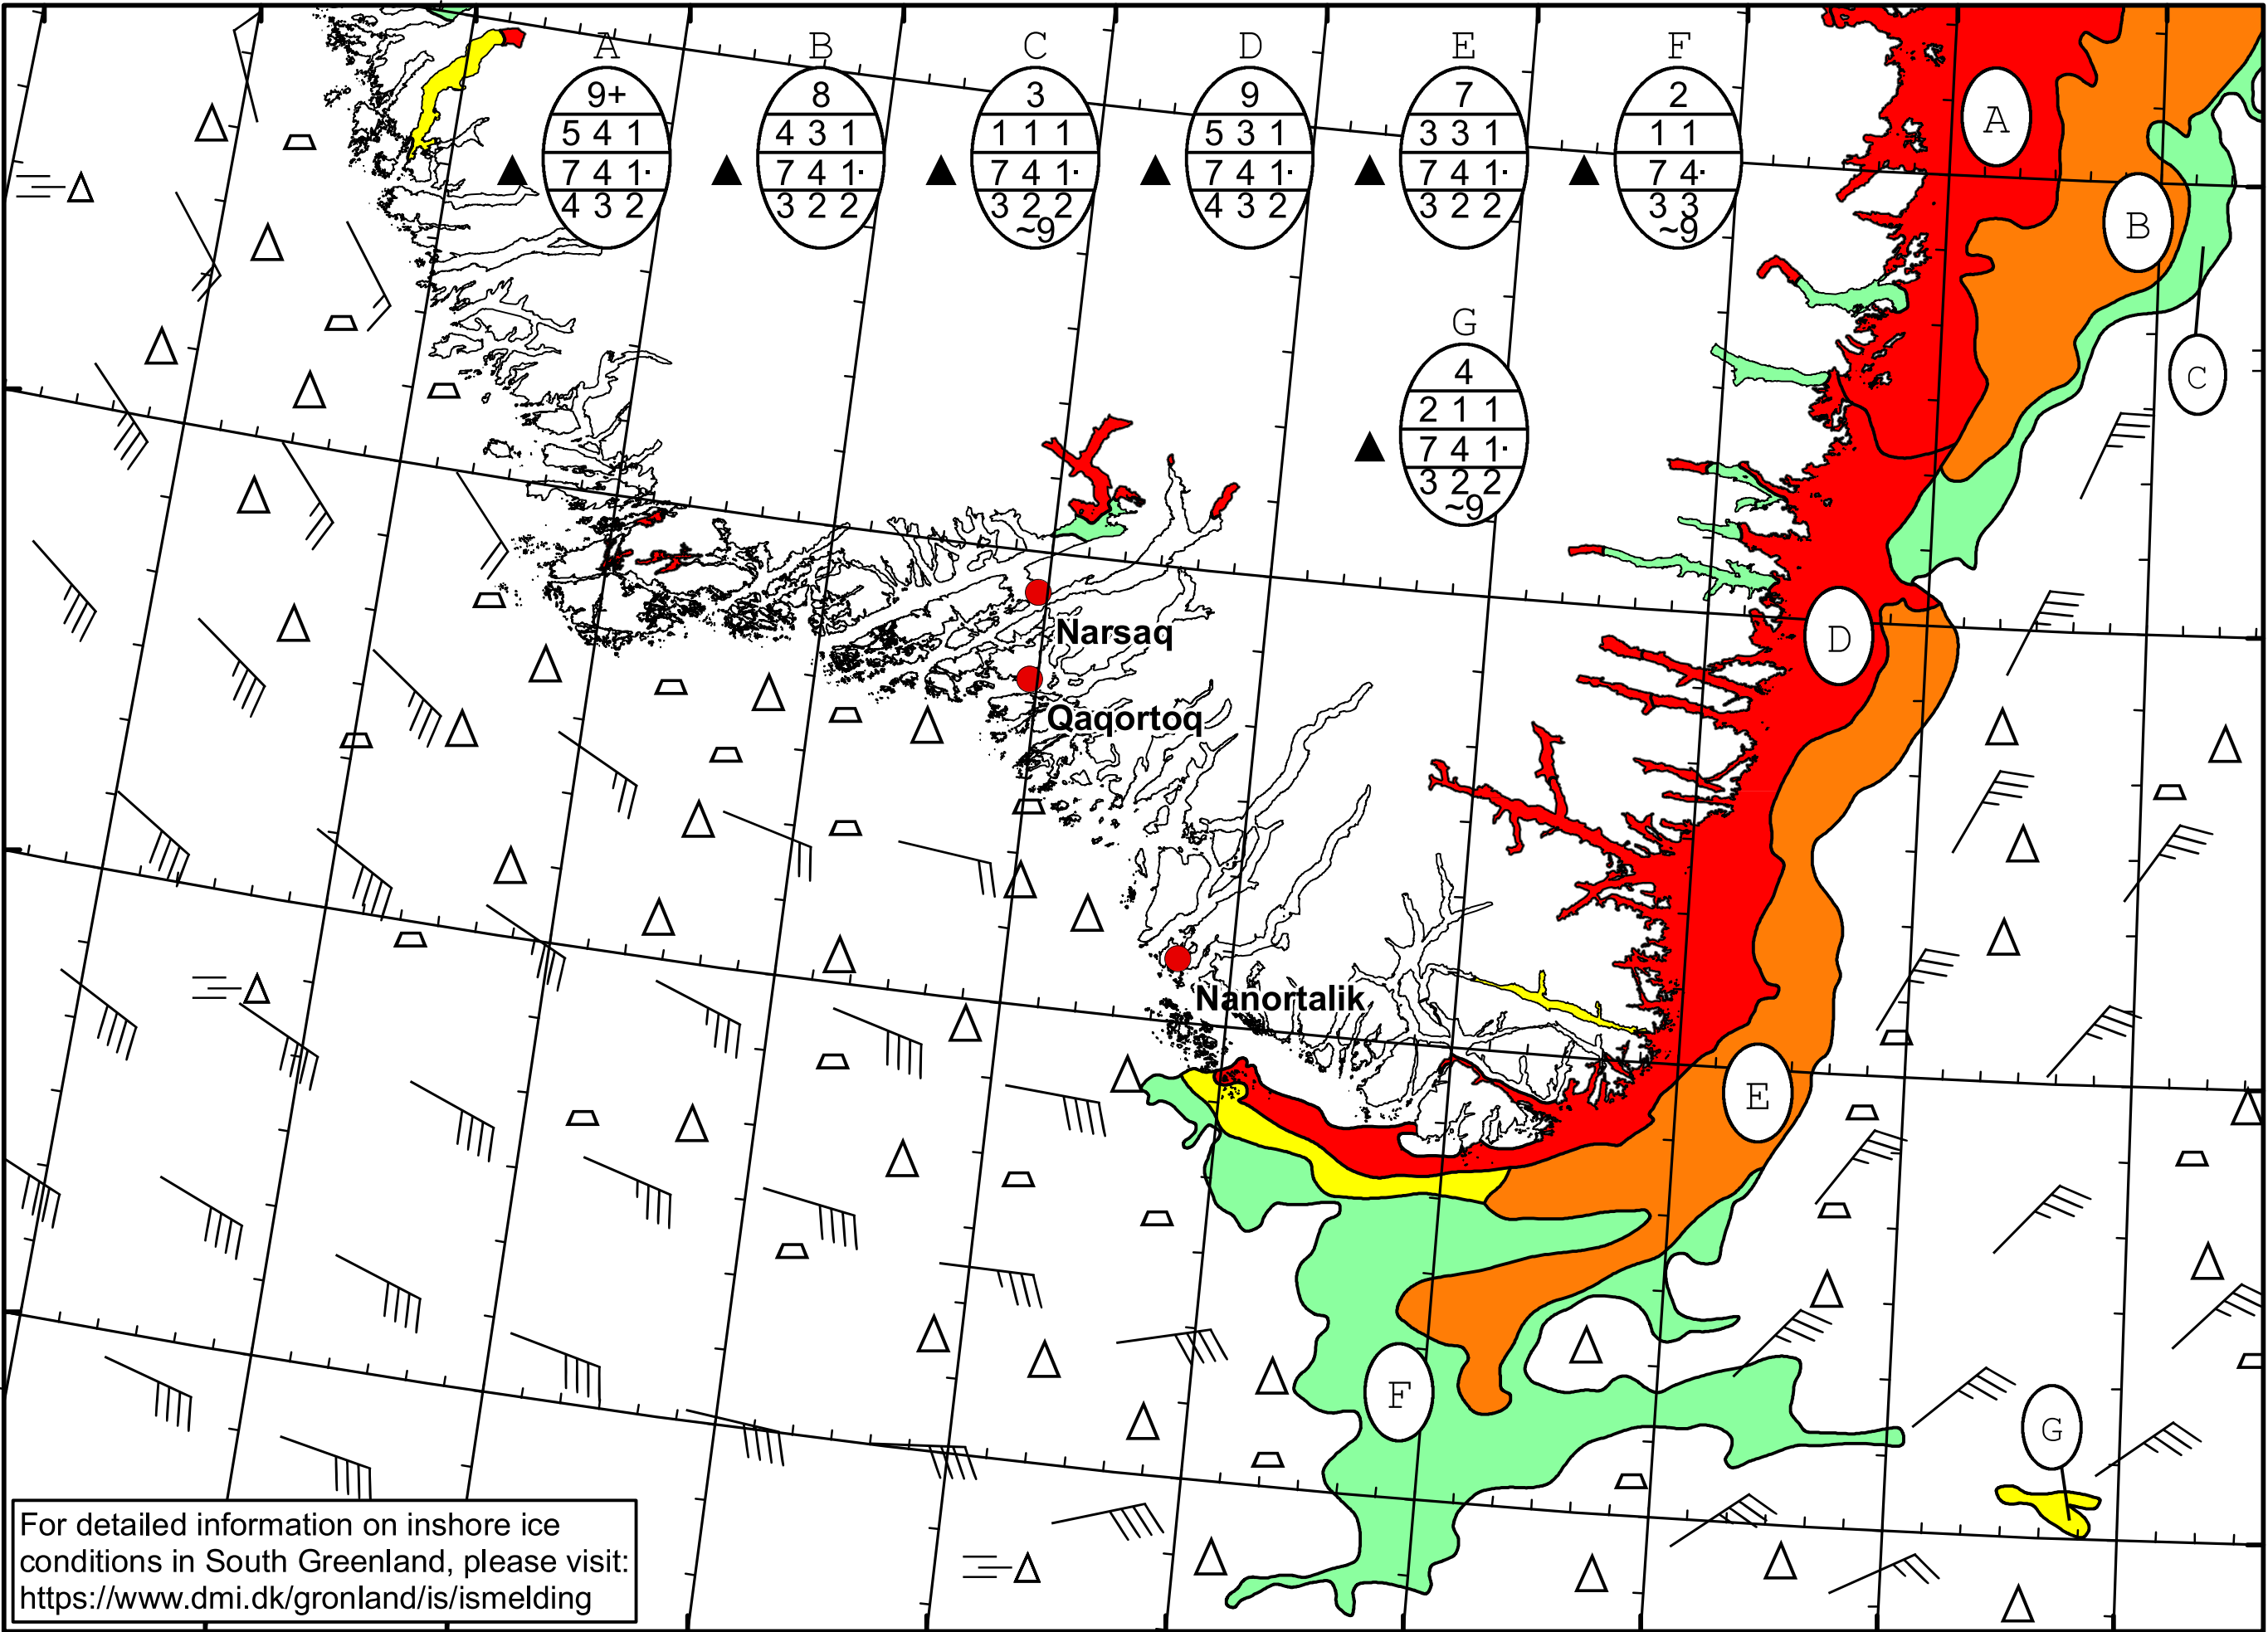 A B C D E F
9+ 8 3 9 7 2
5 4 1 4 3 1 1 1 1 5 3 1 3 3 1 1 1
7 4 1· 7 4 1· 7 4 1· 7 4 1· 7 4 1· 7 4·
4 3 2 3 2 2 3 2 2 4 3 2 3 2 2 3 3
~9 ~9
A
B
G
4
2 1 1
7 4 1·
3 2 2
~9
C
Narsaq
D
Qaqortoq
Nanortalik
E
F
G
For detailed information on inshore ice
conditions in South Greenland, please visit:
https://www.dmi.dk/gronland/is/ismelding